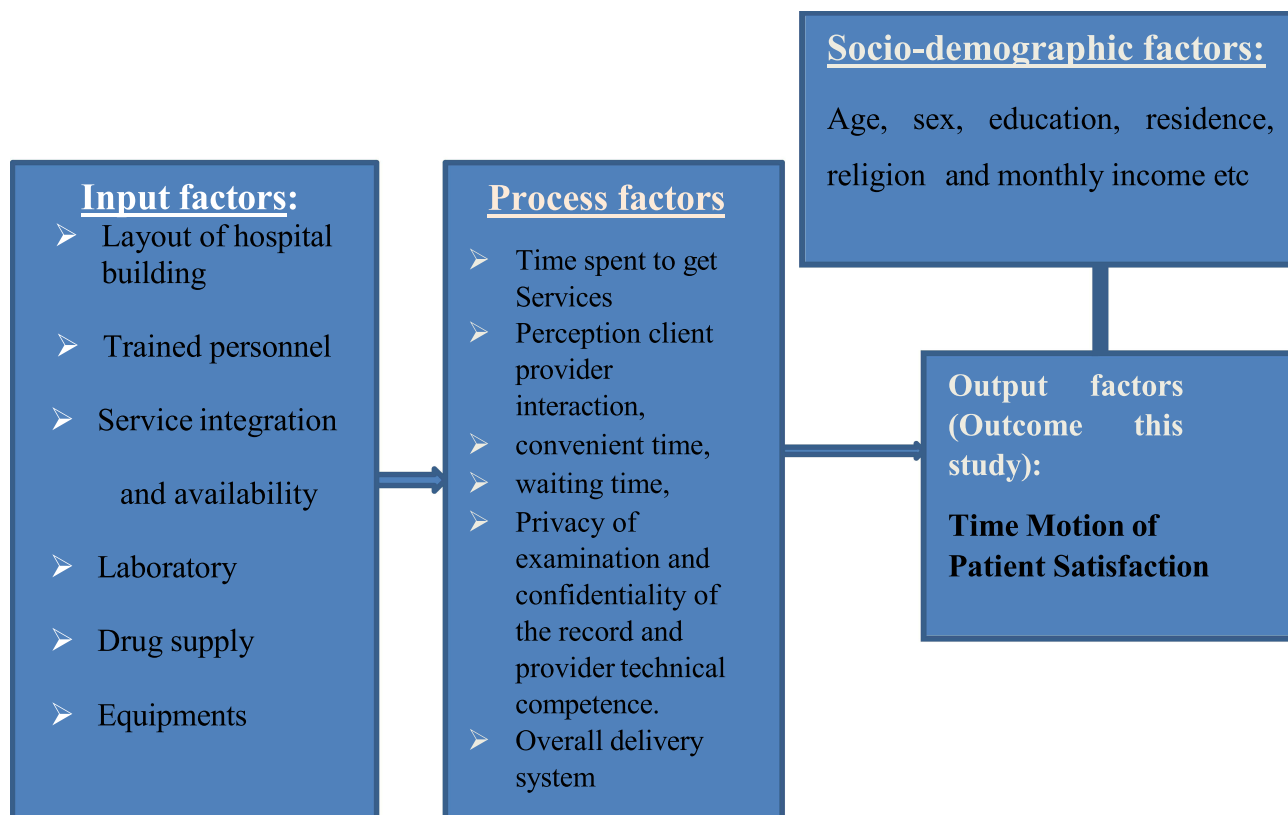 Input factors:
Layout of hospital
building
Trained personnel
Service integration
and availability
Laboratory
Drug supply
Equipments
Process factors
Time spent to get
Services
Perception client
provider
interaction,
convenient time,
waiting time,
Privacy of
examination and
confidentiality of
the record and
provider technical
competence.
Overall delivery
system
Socio-demographic factors:
Age, sex, education, residence,
religion and monthly income etc
Output factors
(Outcome this
study):
Time Motion of
Patient Satisfaction